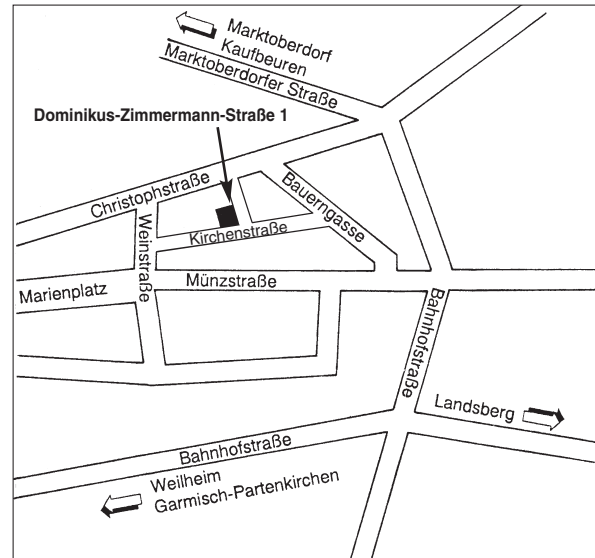 Marktoberdorf
Kaufbeuren
Marktoberdorfer Straße
Dominikus-Zimmermann-Straße 1
Christophstraße
Bauerngasse
Weinstraße
Kirchenstraße
Marienplatz
Münzstraße
Bahnhofstraße
Landsberg
Bahnhofstraße
Weilheim
Garmisch-Partenkirchen